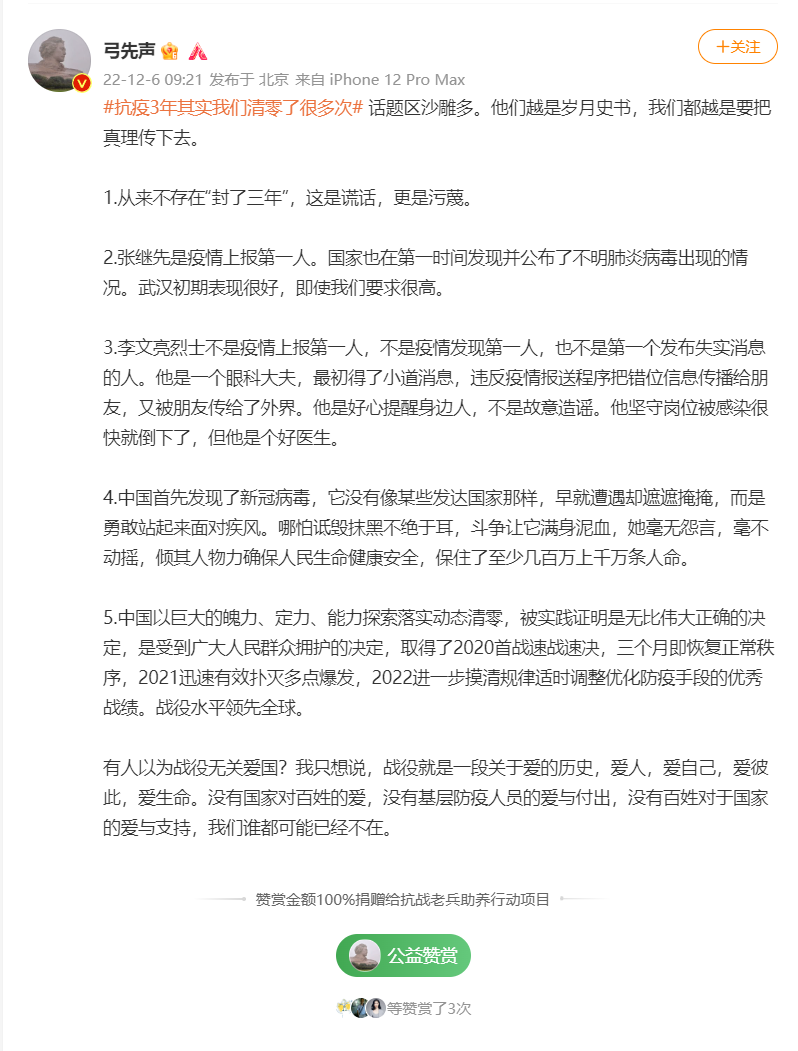 弓先声
＋关注
22-12-6 09:21 发布于 北京 来自 iPhone 12 Pro Max
#抗疫3年其实我们清零了很多次# 话题区沙雕多。他们越是岁月史书，我们都越是要把
真理传下去。
1.从来不存在“封了三年”，这是谎话，更是污蔑。
2.张继先是疫情上报第一人。国家也在第一时间发现并公布了不明肺炎病毒出现的情
况。武汉初期表现很好，即使我们要求很高。
3.李文亮烈士不是疫情上报第一人，不是疫情发现第一人，也不是第一个发布失实消息
的人。他是一个眼科大夫，最初得了小道消息，违反疫情报送程序把错位信息传播给朋
友，又被朋友传给了外界。他是好心提醒身边人，不是故意造谣。他坚守岗位被感染很
快就倒下了，但他是个好医生。
4.中国首先发现了新冠病毒，它没有像某些发达国家那样，早就遭遇却遮遮掩掩，而是
勇敢站起来面对疾风。哪怕诋毁抹黑不绝于耳，斗争让它满身泥血，她毫无怨言，毫不
动摇，倾其人物力确保人民生命健康安全，保住了至少几百万上千万条人命。
5.中国以巨大的魄力、定力、能力探索落实动态清零，被实践证明是无比伟大正确的决
定，是受到广大人民群众拥护的决定，取得了2020首战速战速决，三个月即恢复正常秩
序，2021迅速有效扑灭多点爆发，2022进一步摸清规律适时调整优化防疫手段的优秀
战绩。战役水平领先全球。
有人以为战役无关爱国？我只想说，战役就是一段关于爱的历史，爱人，爱自己，爱彼
此，爱生命。没有国家对百姓的爱，没有基层防疫人员的爱与付出，没有百姓对于国家
的爱与支持，我们谁都可能已经不在。
赞赏金额100%捐赠给抗战老兵助养行动项目
公益赞赏
等赞赏了3次